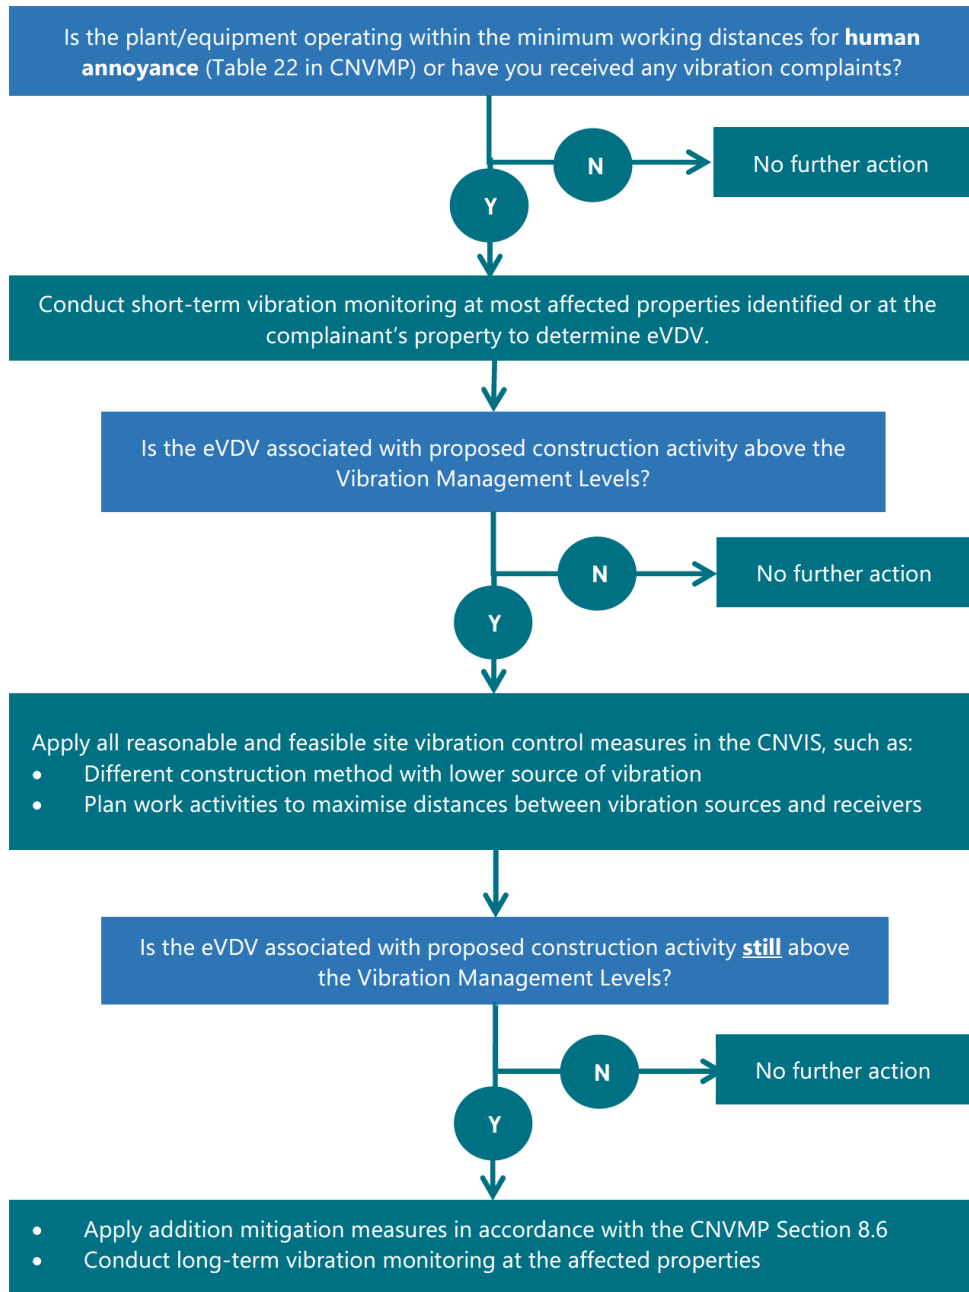 Is the plant/equipment operating within the minimum working distances for human
annoyance (Table 22 in CNVMP) or have you received any vibration complaints?
N
No further action
Y
Conduct short-term vibration monitoring at most affected properties identified or at the
complainant’s property to determine eVDV.
Is the eVDV associated with proposed construction activity above the
Vibration Management Levels?
N
No further action
Y
Apply all reasonable and feasible site vibration control measures in the CNVIS, such as:
• Different construction method with lower source of vibration
• Plan work activities to maximise distances between vibration sources and receivers
Is the eVDV associated with proposed construction activity still above
the Vibration Management Levels?
N
No further action
Y
• Apply addition mitigation measures in accordance with the CNVMP Section 8.6
• Conduct long-term vibration monitoring at the affected properties